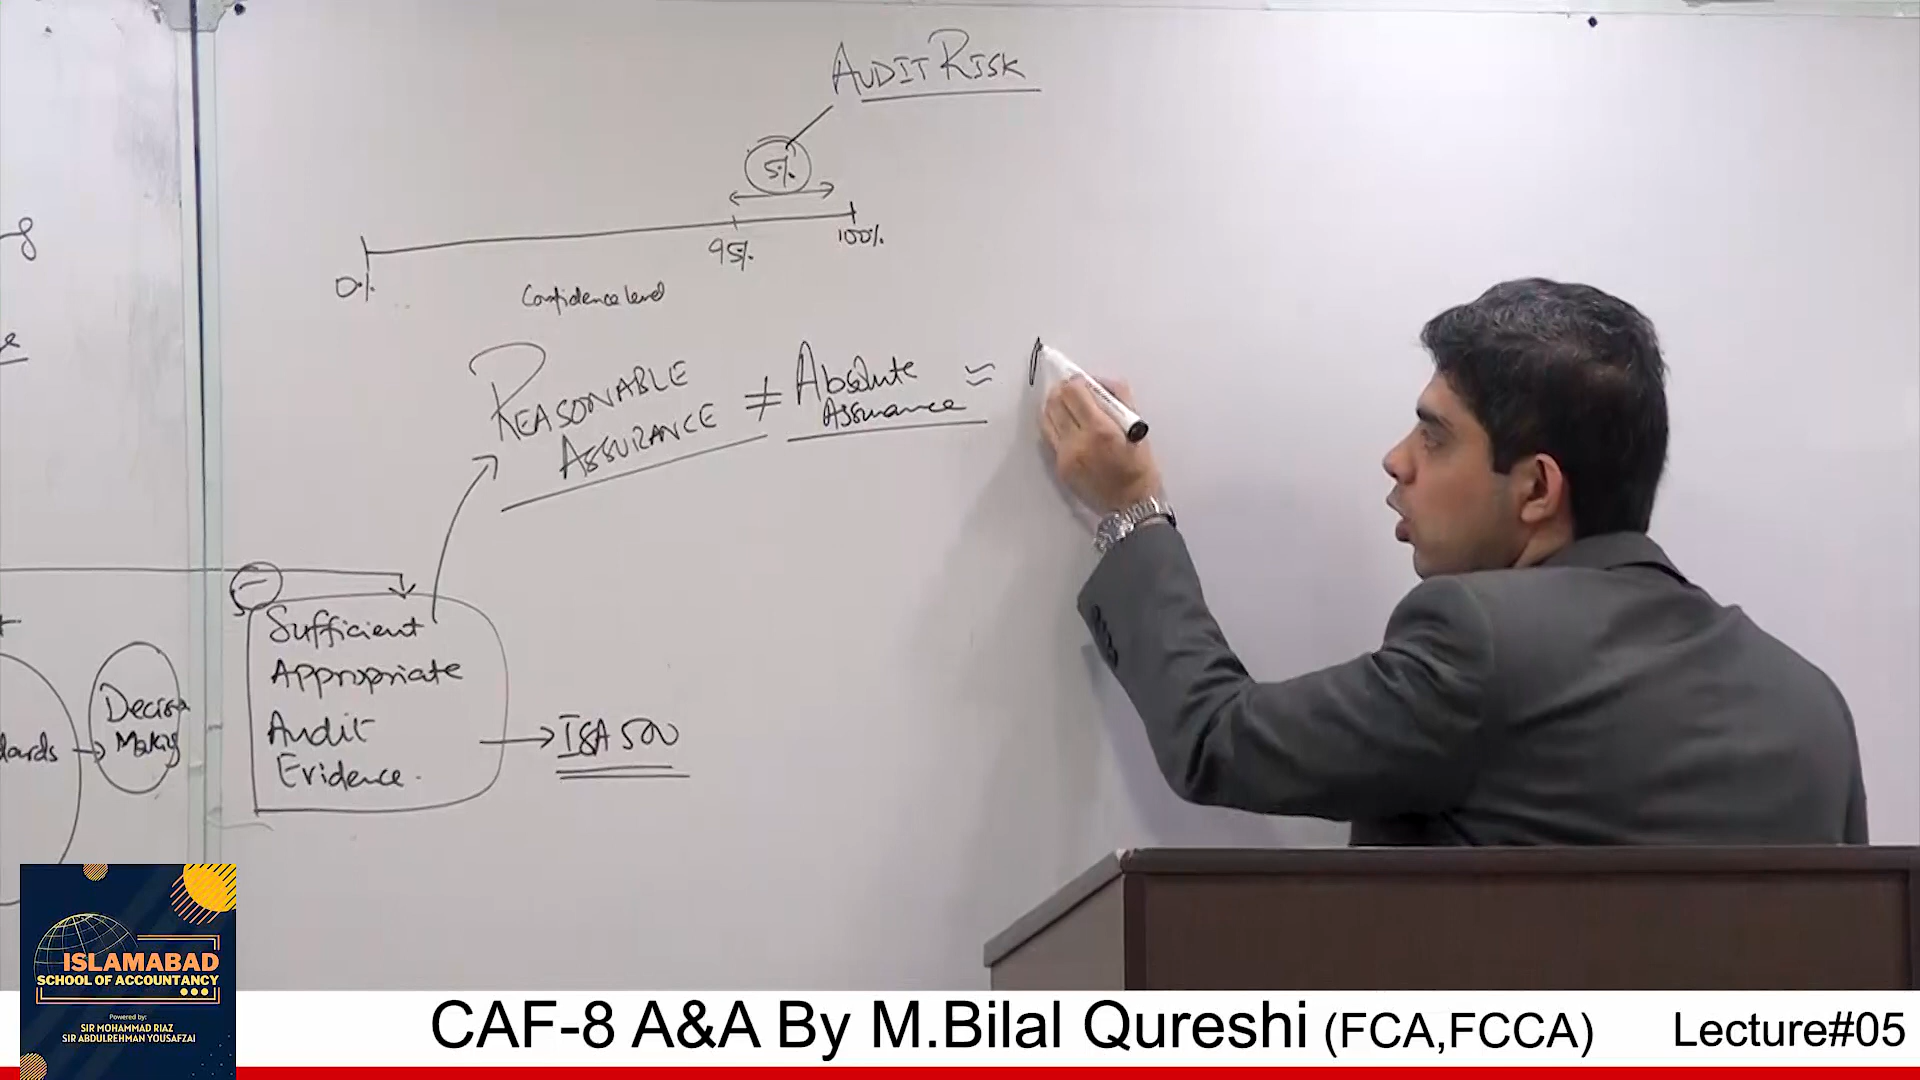 AUDIT RISK
5%
0%
95%
100%
Confidence level
REASONABLE
ASSURANCE
≠
Absolute
Assurance
≈
Sufficient
Appropriate
Audit
Evidence.
ISA 500
Making
ISLAMABAD
SCHOOL OF ACCOUNTANCY
Powered by:
SIR MOHAMMAD RIAZ
SIR ABDULREHMAN YOUSAFZAI
CAF-8 A&A By M.Bilal Qureshi (FCA,FCCA)
Lecture#05